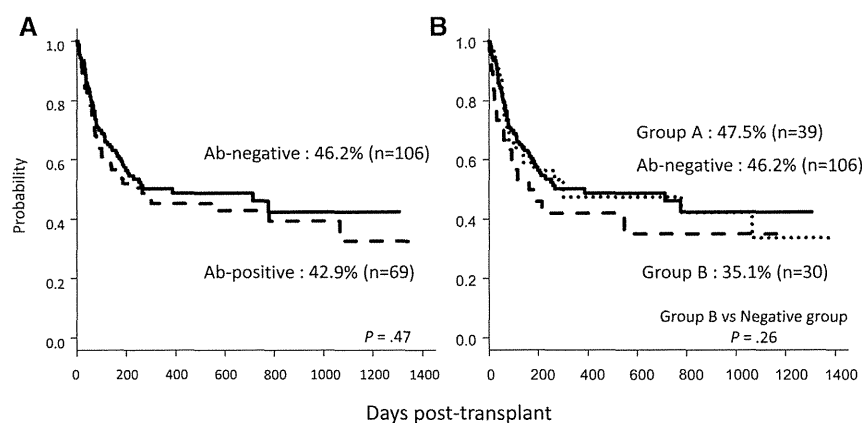 A
B
1.0
0.8
0.6
0.4
0.2
0.0
Probability
Ab-negative : 46.2% (n=106)
Ab-positive : 42.9% (n=69)
P = .47
0 200 400 600 800 1000 1200 1400
1.0
0.8
0.6
0.4
0.2
0.0
Group A : 47.5% (n=39)
Ab-negative : 46.2% (n=106)
Group B : 35.1% (n=30)
Group B vs Negative group
P = .26
0 200 400 600 800 1000 1200 1400
Days post-transplant